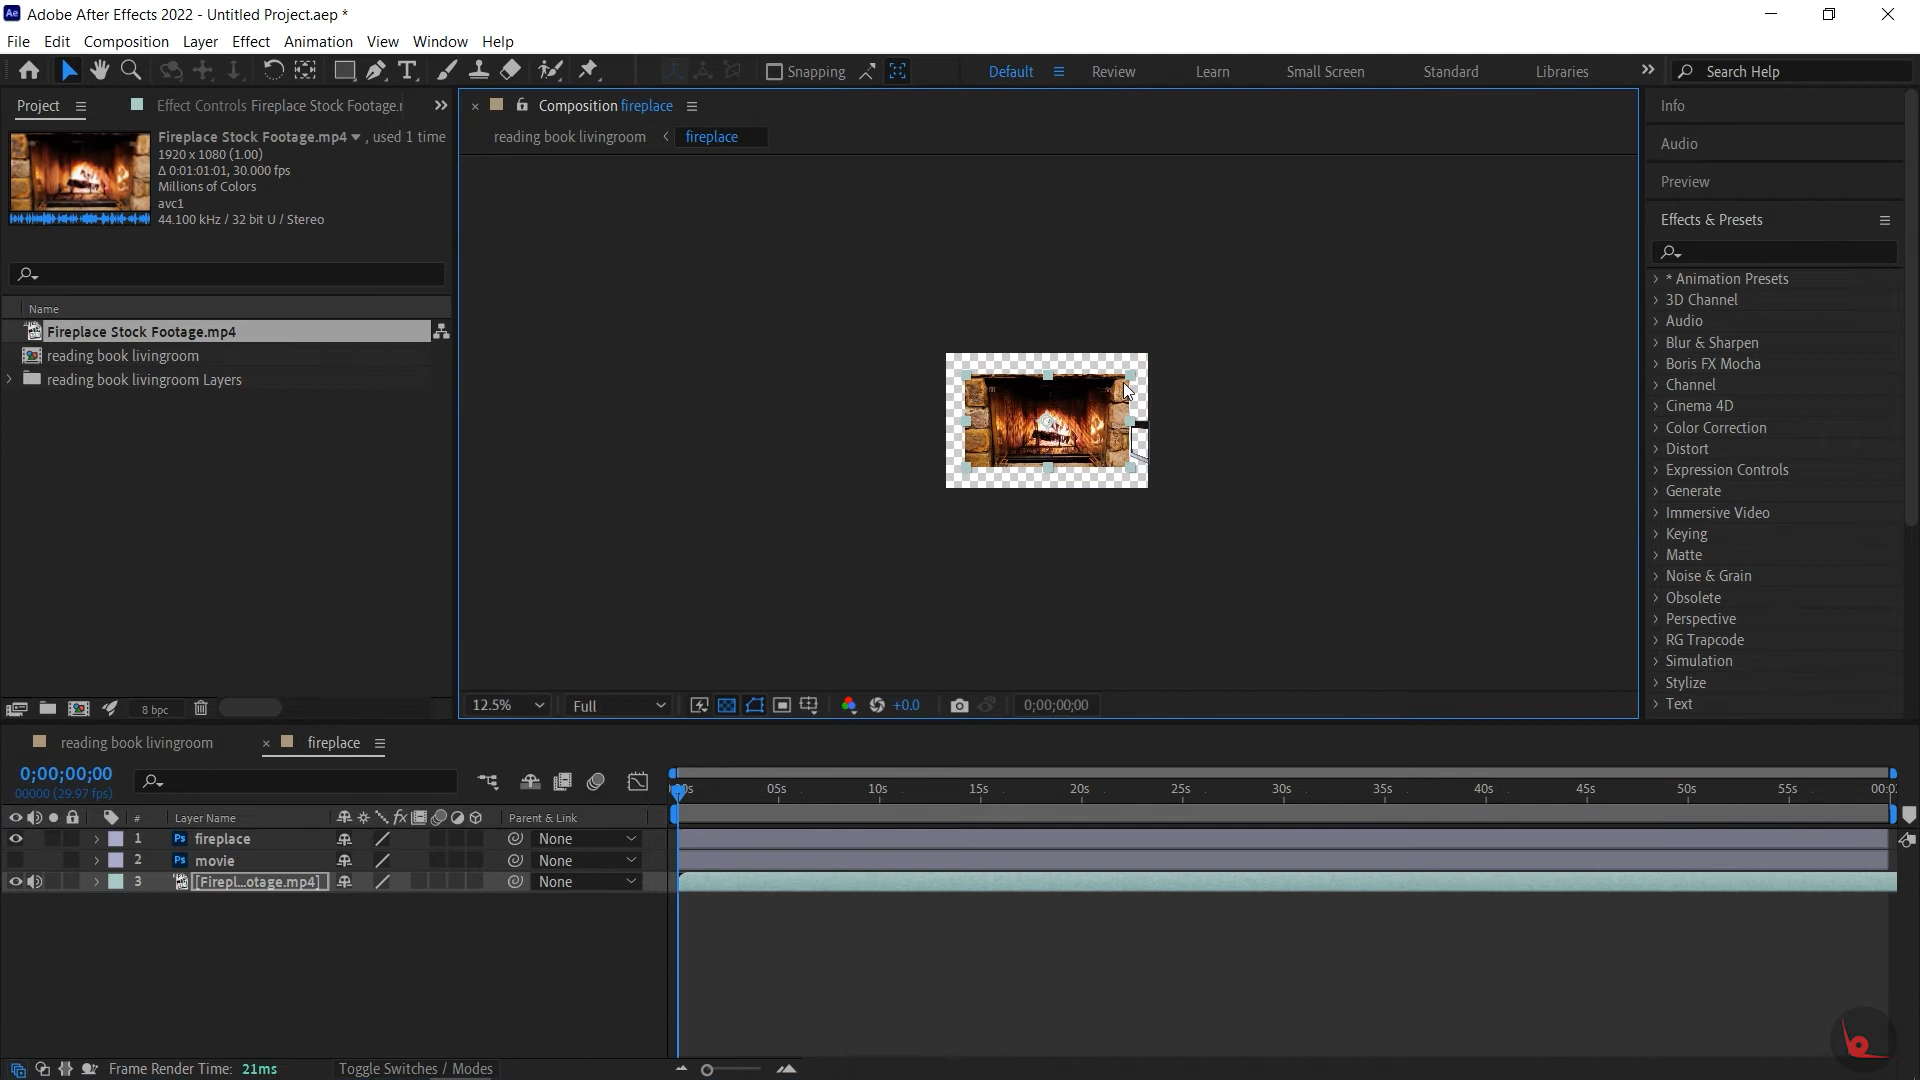 Adobe After Effects 2022 - Untitled Project.aep *
File Edit Composition Layer Effect Animation View Window Help
Snapping Default Review Learn Small Screen Standard Libraries Search Help
Project Effect Controls Fireplace Stock Footage.r
Composition fireplace
reading book livingroom fireplace
Fireplace Stock Footage.mp4 , used 1 time
1920 x 1080 (1.00)
Δ 0:01:01:01, 30.000 fps
Millions of Colors
avc1
44.100 kHz / 32 bit U / Stereo
Name
Fireplace Stock Footage.mp4
reading book livingroom
reading book livingroom Layers
8 bpc
12.5% Full +0.0 0;00;00;00
Info
Audio
Preview
Effects & Presets
* Animation Presets
3D Channel
Audio
Blur & Sharpen
Boris FX Mocha
Channel
Cinema 4D
Color Correction
Distort
Expression Controls
Generate
Immersive Video
Keying
Matte
Noise & Grain
Obsolete
Perspective
RG Trapcode
Simulation
Stylize
Text
reading book livingroom fireplace
0;00;00;00
00000 (29.97 fps)
05s 10s 15s 20s 25s 30s 35s 40s 45s 50s 55s
# Layer Name Parent & Link
1 Ps fireplace None
2 Ps movie None
3 [Firepl...otage.mp4] None
Frame Render Time: 21ms Toggle Switches / Modes